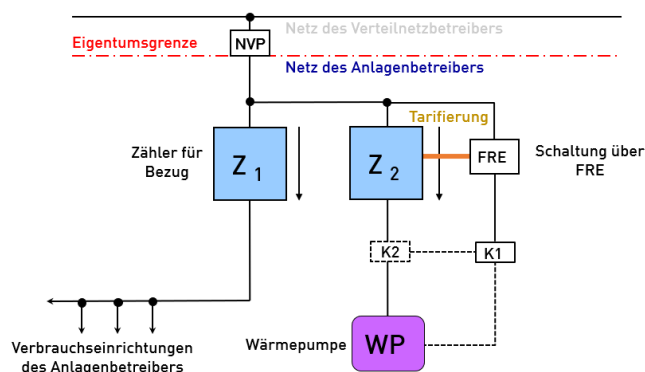 Netz des Verteilnetzbetreibers
Eigentumsgrenze
NVP
Netz des Anlagenbetreibers
Tarifierung
Zähler für
Bezug
Z 1
Z 2
FRE
Schaltung über
FRE
K2
K1
Wärmepumpe
WP
Verbrauchseinrichtungen
des Anlagenbetreibers